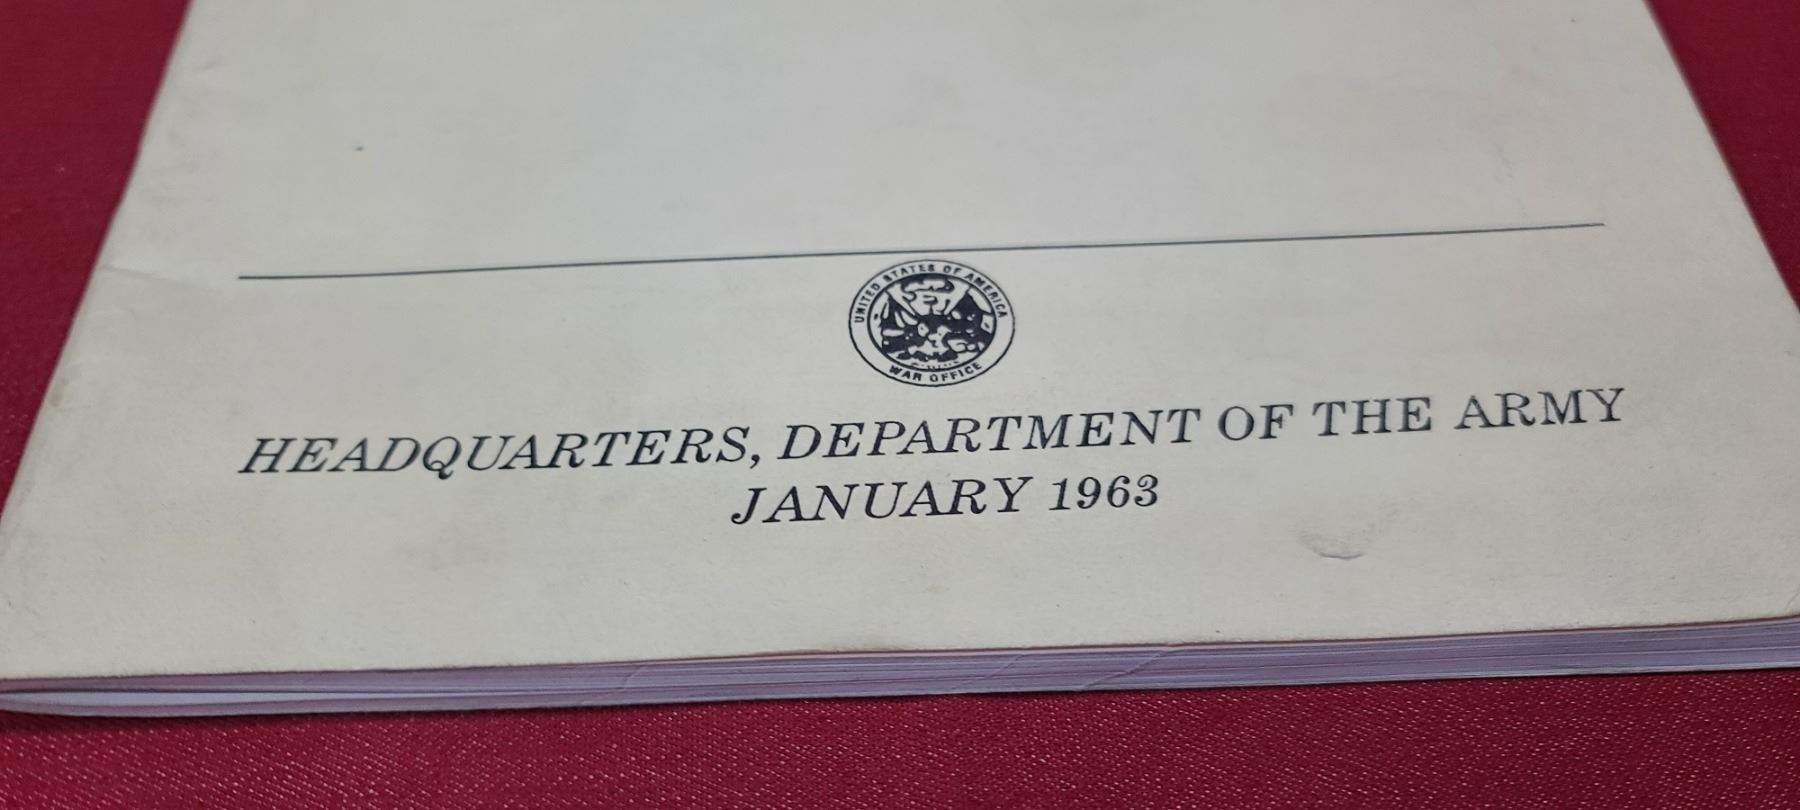 UNITED STATES OF AMERICA
WAR OFFICE
HEADQUARTERS, DEPARTMENT OF THE ARMY
JANUARY 1963